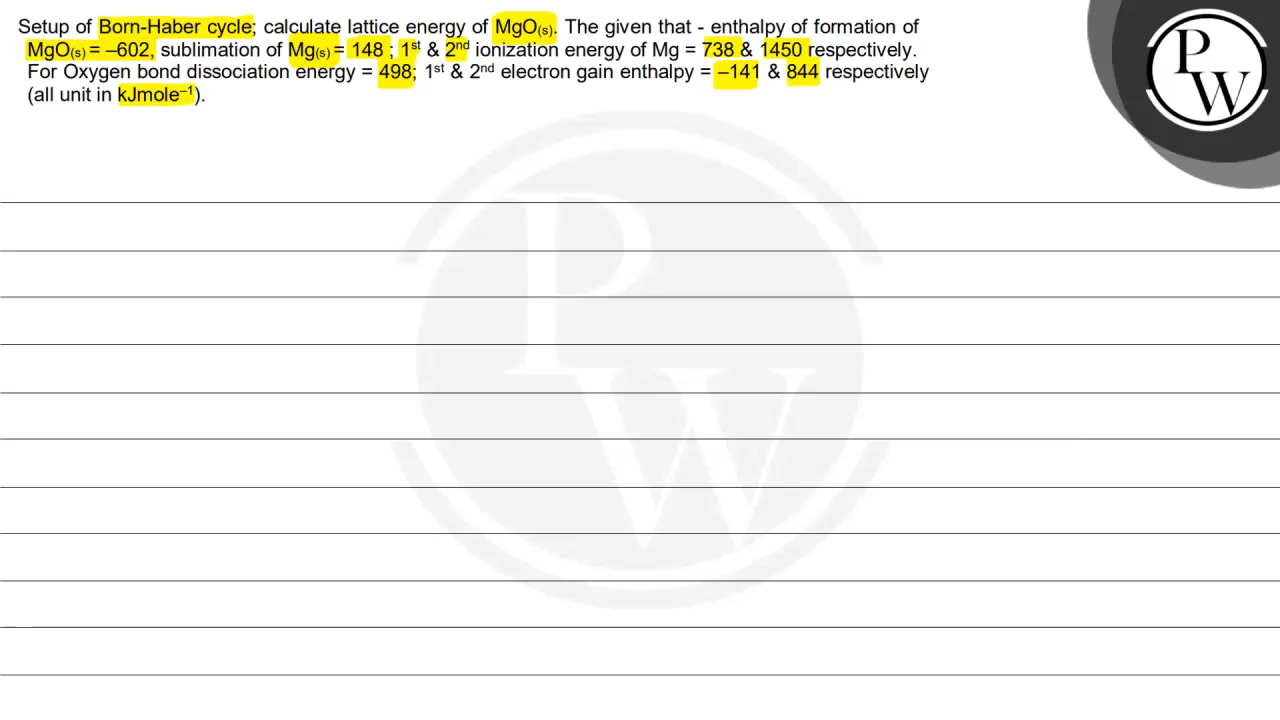 Setup of Born-Haber cycle; calculate lattice energy of MgO(s). The given that - enthalpy of formation of
MgO(s) = –602, sublimation of Mg(s) = 148 ; 1st & 2nd ionization energy of Mg = 738 & 1450 respectively.
For Oxygen bond dissociation energy = 498; 1st & 2nd electron gain enthalpy = –141 & 844 respectively
(all unit in kJmole–1).
P
W
P
W